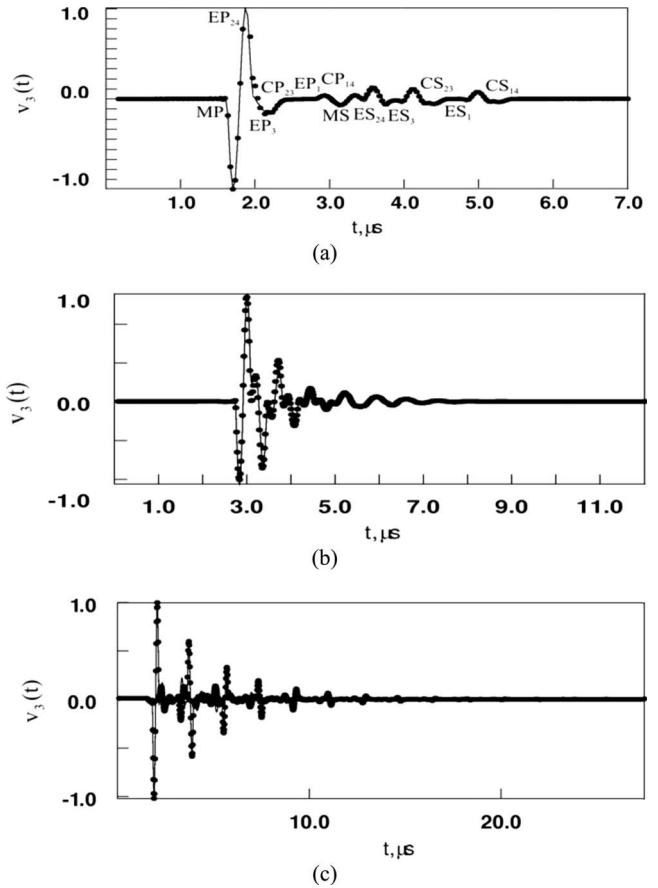 1.0
EP₂₄
v₃(t)
CP₂₃ EP₁ CP₁₄
0.0
CS₂₃
CS₁₄
MP
EP₃
MS ES₂₄ ES₃ ES₁
-1.0
1.0 2.0 3.0 4.0 5.0 6.0 7.0
t, μs
(a)
1.0
v₃(t)
0.0
-1.0
1.0 3.0 5.0 7.0 9.0 11.0
t, μs
(b)
1.0
v₃(t)
0.0
-1.0
10.0 20.0
t, μs
(c)